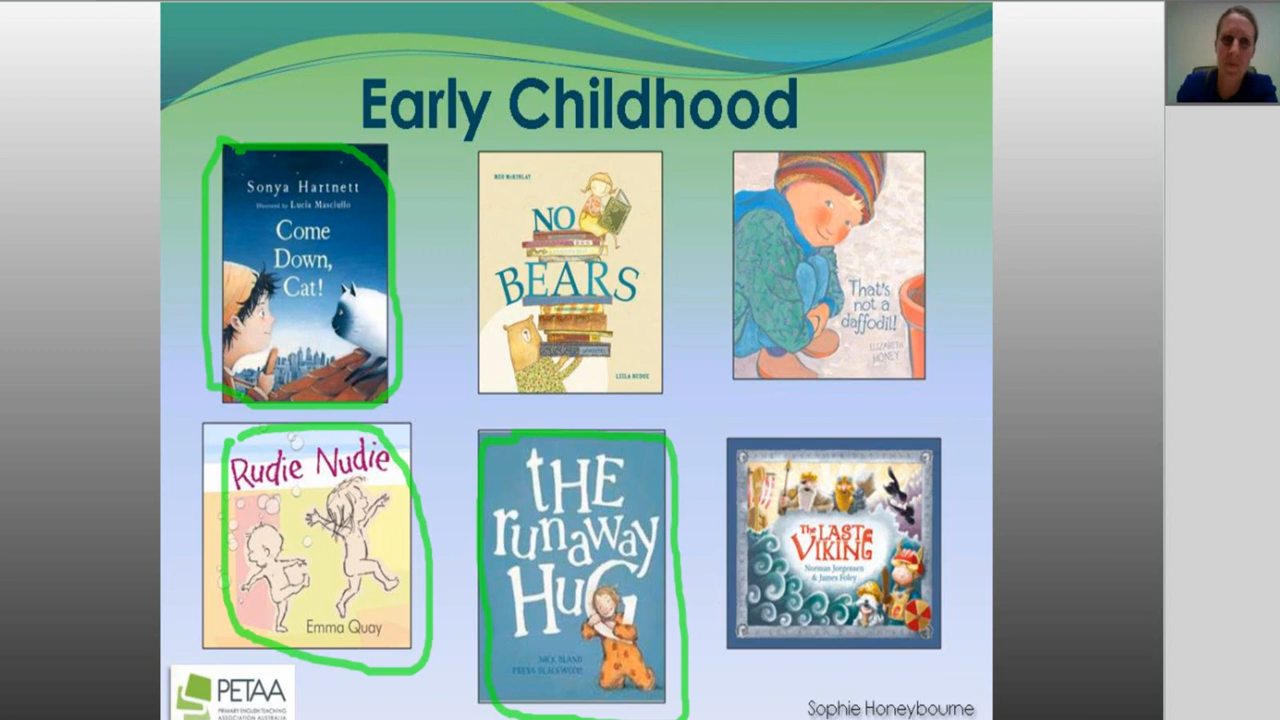 Early Childhood
Sonya Hartnett
Illustrated by Lucia Masciullo
Come
Down,
Cat!
BEN McKINLAY
NO
BEARS
LEILA RUDGE
That's
not a
daffodil!
ELIZABETH
HONEY
Rudie Nudie
Emma Quay
tHE
runaway
HuG
NICK BLAND
FREYA BLACKWOOD
The LAST
VIKING
Norman Jorgensen
& James Foley
PETAA
PRIMARY ENGLISH TEACHING
ASSOCIATION AUSTRALIA
Sophie Honeybourne